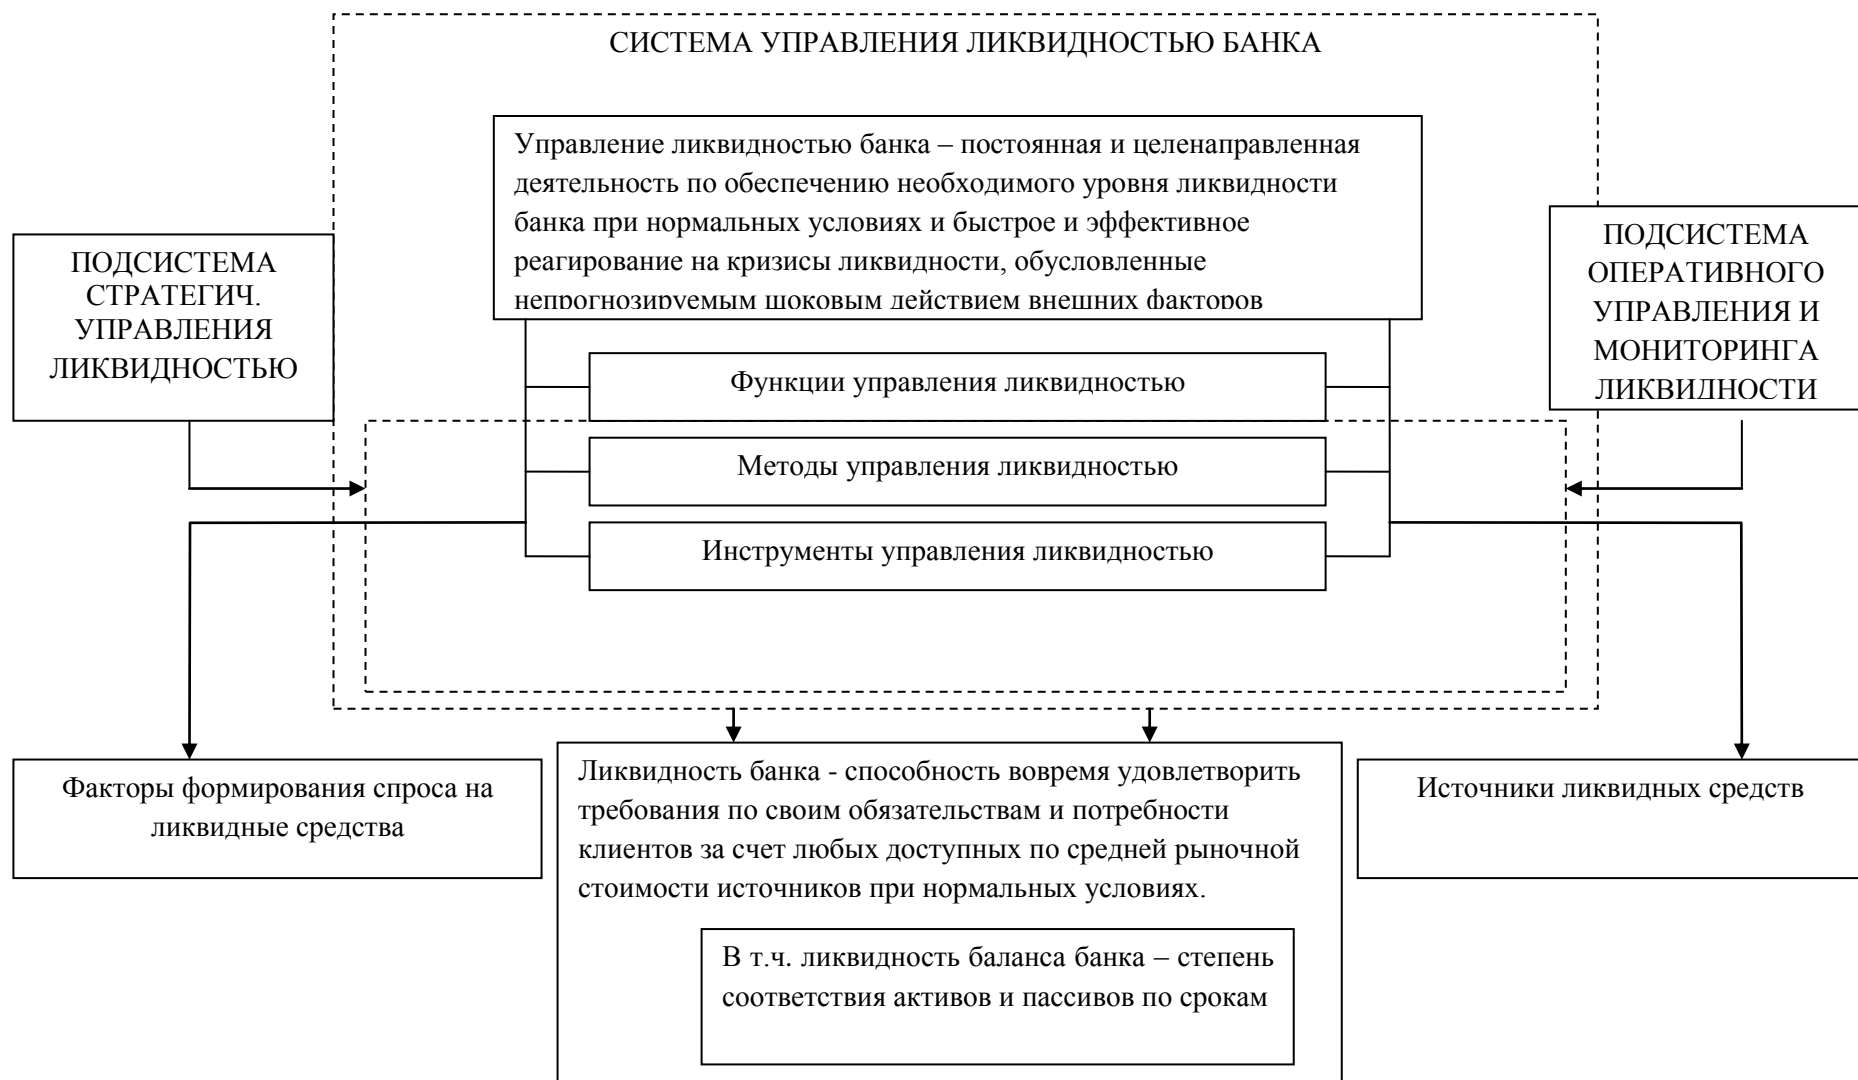 СИСТЕМА УПРАВЛЕНИЯ ЛИКВИДНОСТЬЮ БАНКА
Управление ликвидностью банка – постоянная и целенаправленная
деятельность по обеспечению необходимого уровня ликвидности
банка при нормальных условиях и быстрое и эффективное
реагирование на кризисы ликвидности, обусловленные
непрогнозируемым шоковым действием внешних факторов
ПОДСИСТЕМА
СТРАТЕГИЧ.
УПРАВЛЕНИЯ
ЛИКВИДНОСТЬЮ
ПОДСИСТЕМА
ОПЕРАТИВНОГО
УПРАВЛЕНИЯ И
МОНИТОРИНГА
ЛИКВИДНОСТИ
Функции управления ликвидностью
Методы управления ликвидностью
Инструменты управления ликвидностью
Факторы формирования спроса на
ликвидные средства
Ликвидность банка - способность вовремя удовлетворить
требования по своим обязательствам и потребности
клиентов за счет любых доступных по средней рыночной
стоимости источников при нормальных условиях.
В т.ч. ликвидность баланса банка – степень
соответствия активов и пассивов по срокам
Источники ликвидных средств